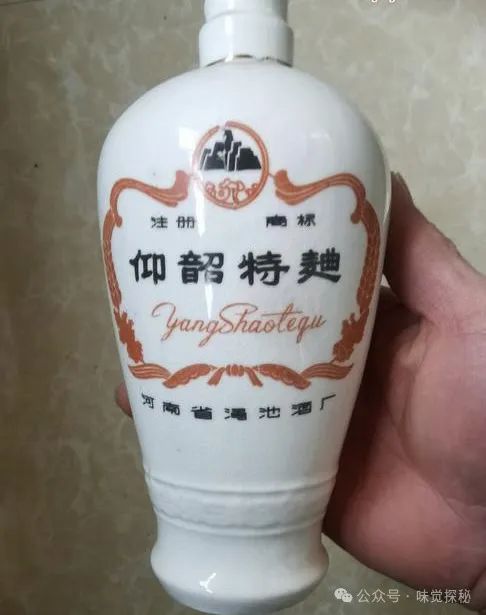 注册 商标
仰韶特麯
YangShaotequ
河南省渑池酒厂
公众号·味觉探秘